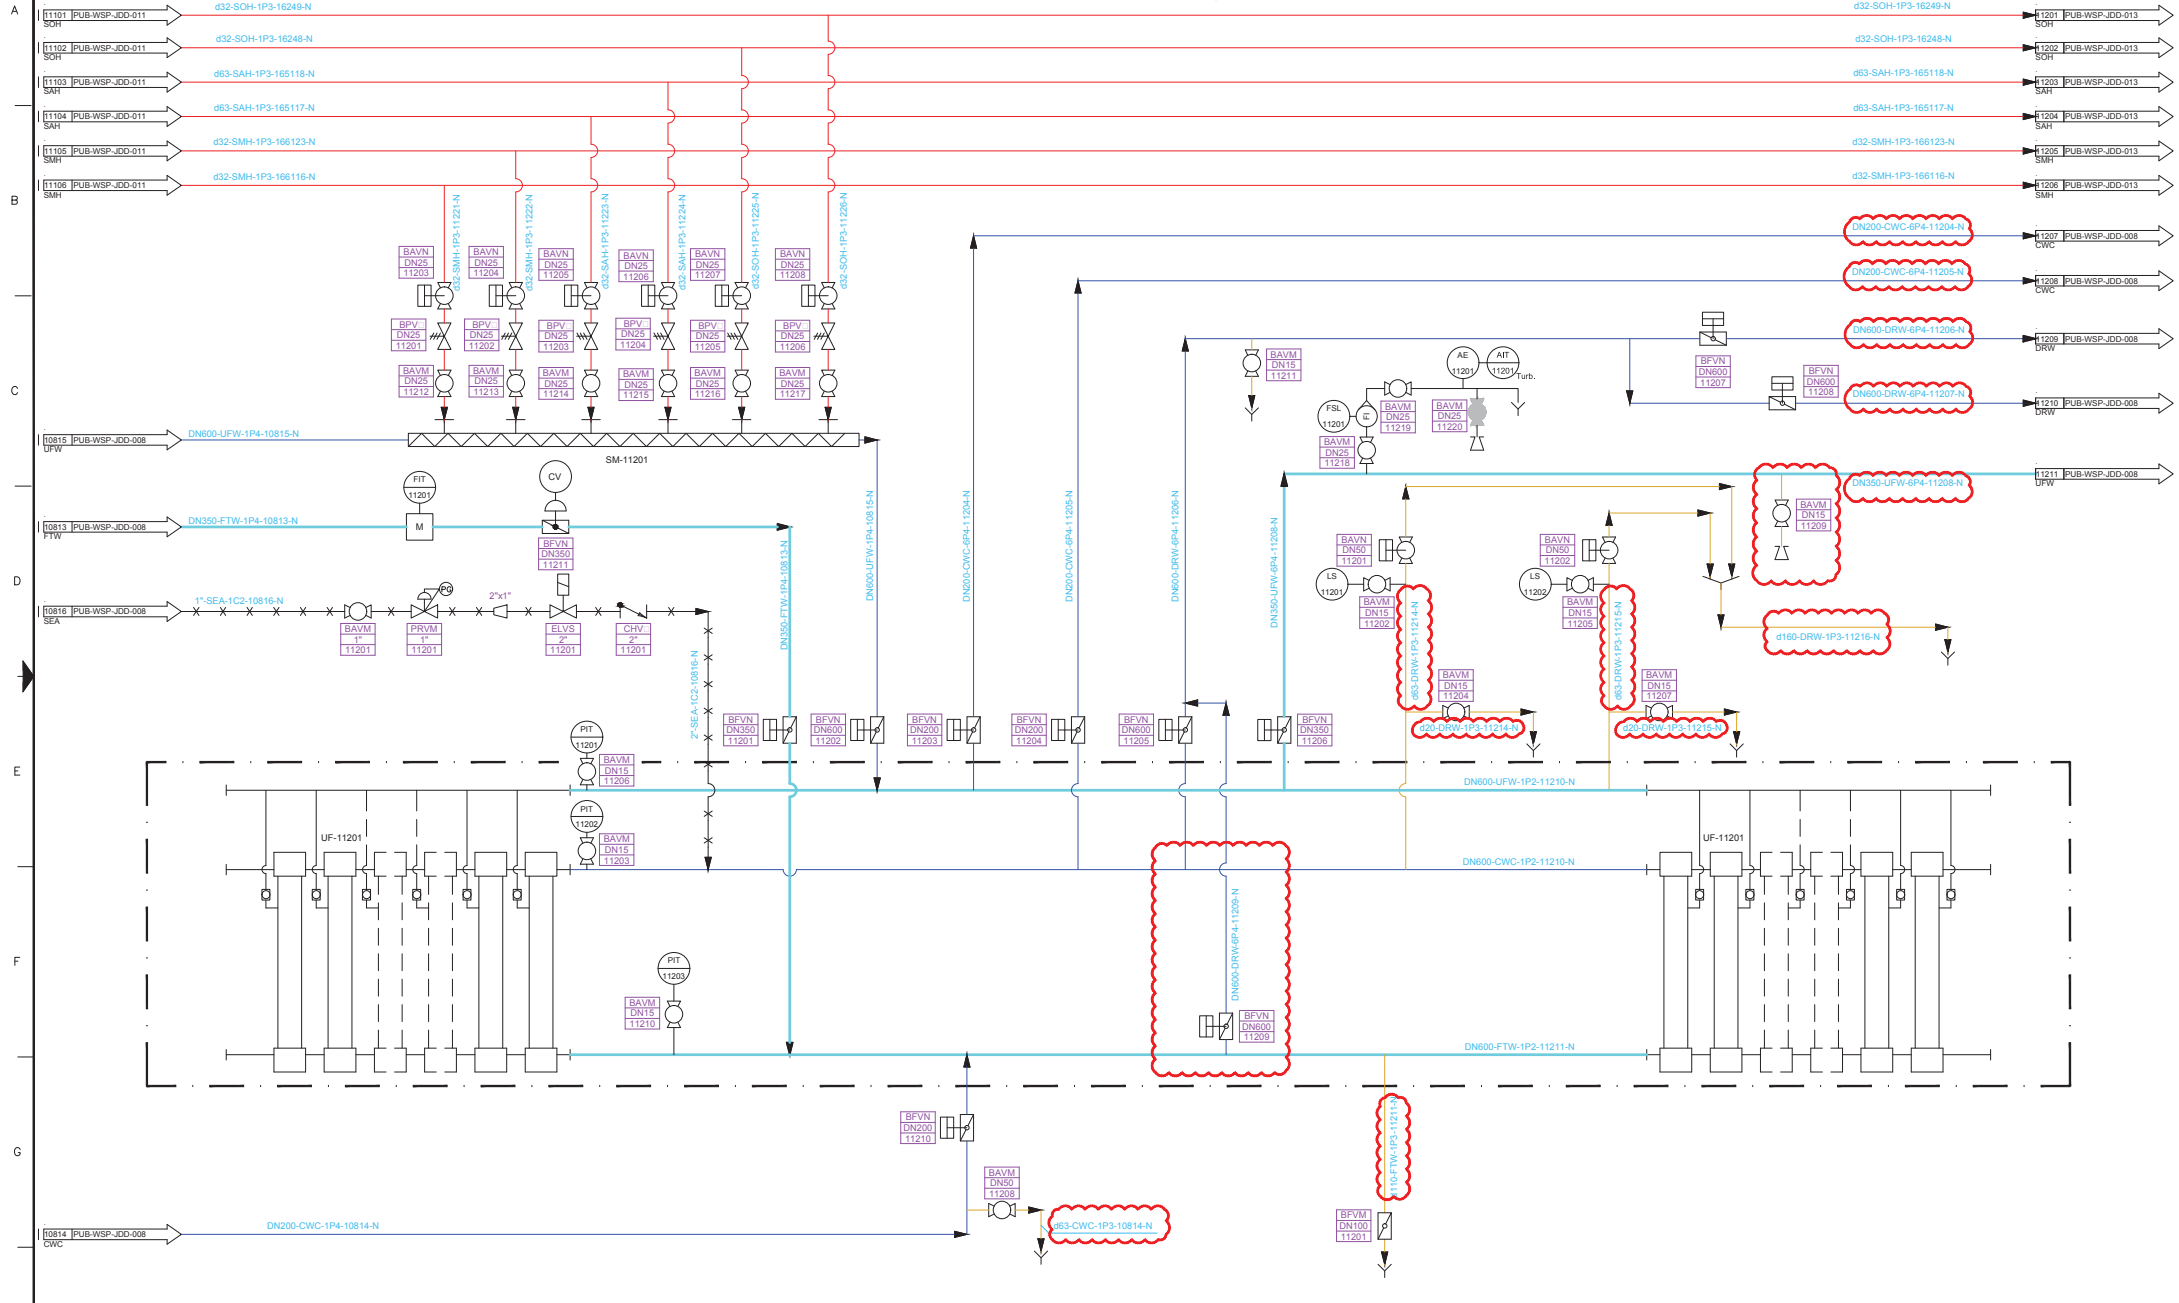 A
11101 PUB-WSP-JDD-011
SOH
d32-SOH-1P3-16249-N
d32-SOH-1P3-16249-N
11201 PUB-WSP-JDD-013
SOH
11102 PUB-WSP-JDD-011
SOH
d32-SOH-1P3-16248-N
d32-SOH-1P3-16248-N
11202 PUB-WSP-JDD-013
SOH
11103 PUB-WSP-JDD-011
SAH
d63-SAH-1P3-165118-N
d63-SAH-1P3-165118-N
11203 PUB-WSP-JDD-013
SAH
11104 PUB-WSP-JDD-011
SAH
d63-SAH-1P3-165117-N
d63-SAH-1P3-165117-N
11204 PUB-WSP-JDD-013
SAH
11105 PUB-WSP-JDD-011
SMH
d32-SMH-1P3-166123-N
d32-SMH-1P3-166123-N
11205 PUB-WSP-JDD-013
SMH
11106 PUB-WSP-JDD-011
SMH
d32-SMH-1P3-166116-N
d32-SMH-1P3-166116-N
11206 PUB-WSP-JDD-013
SMH
B
d32-SMH-1P3-11221-N
d32-SMH-1P3-11222-N
d32-SAH-1P3-11223-N
d32-SAH-1P3-11224-N
d32-SOH-1P3-11225-N
d32-SOH-1P3-11226-N
DN200-CWC-6P4-11204-N
11207 PUB-WSP-JDD-008
CWC
BAVN
DN25
11203
BAVN
DN25
11204
BAVN
DN25
11205
BAVN
DN25
11206
BAVN
DN25
11207
BAVN
DN25
11208
DN200-CWC-6P4-11205-N
11208 PUB-WSP-JDD-008
CWC
BPV
DN25
11201
BPV
DN25
11202
BPV
DN25
11203
BPV
DN25
11204
BPV
DN25
11205
BPV
DN25
11206
DN600-DRW-6P4-11206-N
11209 PUB-WSP-JDD-008
DRW
C
BAVM
DN25
11212
BAVM
DN25
11213
BAVM
DN25
11214
BAVM
DN25
11215
BAVM
DN25
11216
BAVM
DN25
11217
BAVM
DN15
11211
AE
11201
AIT
11201
Turb.
BFVN
DN600
11207
BFVN
DN600
11208
FSL
11201
FI
BAVM
DN25
11219
BAVM
DN25
11220
BAVM
DN25
11218
DN600-DRW-6P4-11207-N
11210 PUB-WSP-JDD-008
DRW
10815 PUB-WSP-JDD-008
UFW
DN600-UFW-1P4-10815-N
SM-11201
DN350-UFW-6P4-11208-N
11211 PUB-WSP-JDD-008
UFW
FIT
11201
M
CV
BFVN
DN350
11211
10813 PUB-WSP-JDD-008
FTW
DN350-FTW-1P4-10813-N
DN350-FTW-1P4-10813-N
DN600-UFW-1P4-10815-N
DN200-CWC-6P4-11204-N
DN200-CWC-6P4-11205-N
DN600-DRW-6P4-11206-N
DN350-UFW-6P4-11208-N
BAVM
DN15
11209
D
BAVN
DN50
11201
BAVN
DN50
11202
LS
11201
LS
11202
BAVM
DN15
11202
BAVM
DN15
11205
d63-DRW-1P3-11214-N
d63-DRW-1P3-11215-N
10816 PUB-WSP-JDD-008
SEA
1"-SEA-1C2-10816-N
BAVM
1"
11201
PG
PRVM
1"
11201
2"x1"
ELVS
2"
11201
CHV
2"
11201
2"-SEA-1C2-10816-N
d160-DRW-1P3-11216-N
BAVM
DN15
11204
BAVM
DN15
11207
d20-DRW-1P3-11214-N
d20-DRW-1P3-11215-N
BFVN
DN350
11201
BFVN
DN600
11202
BFVN
DN200
11203
BFVN
DN200
11204
BFVN
DN600
11205
BFVN
DN350
11206
E
PIT
11201
BAVM
DN15
11206
DN600-UFW-1P2-11210-N
PIT
11202
BAVM
DN15
11203
UF-11201
UF-11201
DN600-CWC-1P2-11210-N
F
DN600-DRW-6P4-11209-N
PIT
11203
BAVM
DN15
11210
BFVN
DN600
11209
DN600-FTW-1P2-11211-N
G
BFVN
DN200
11210
d110-FTW-1P3-11211-N
BAVM
DN50
11208
BFVM
DN100
11201
10814 PUB-WSP-JDD-008
CWC
DN200-CWC-1P4-10814-N
d63-CWC-1P3-10814-N